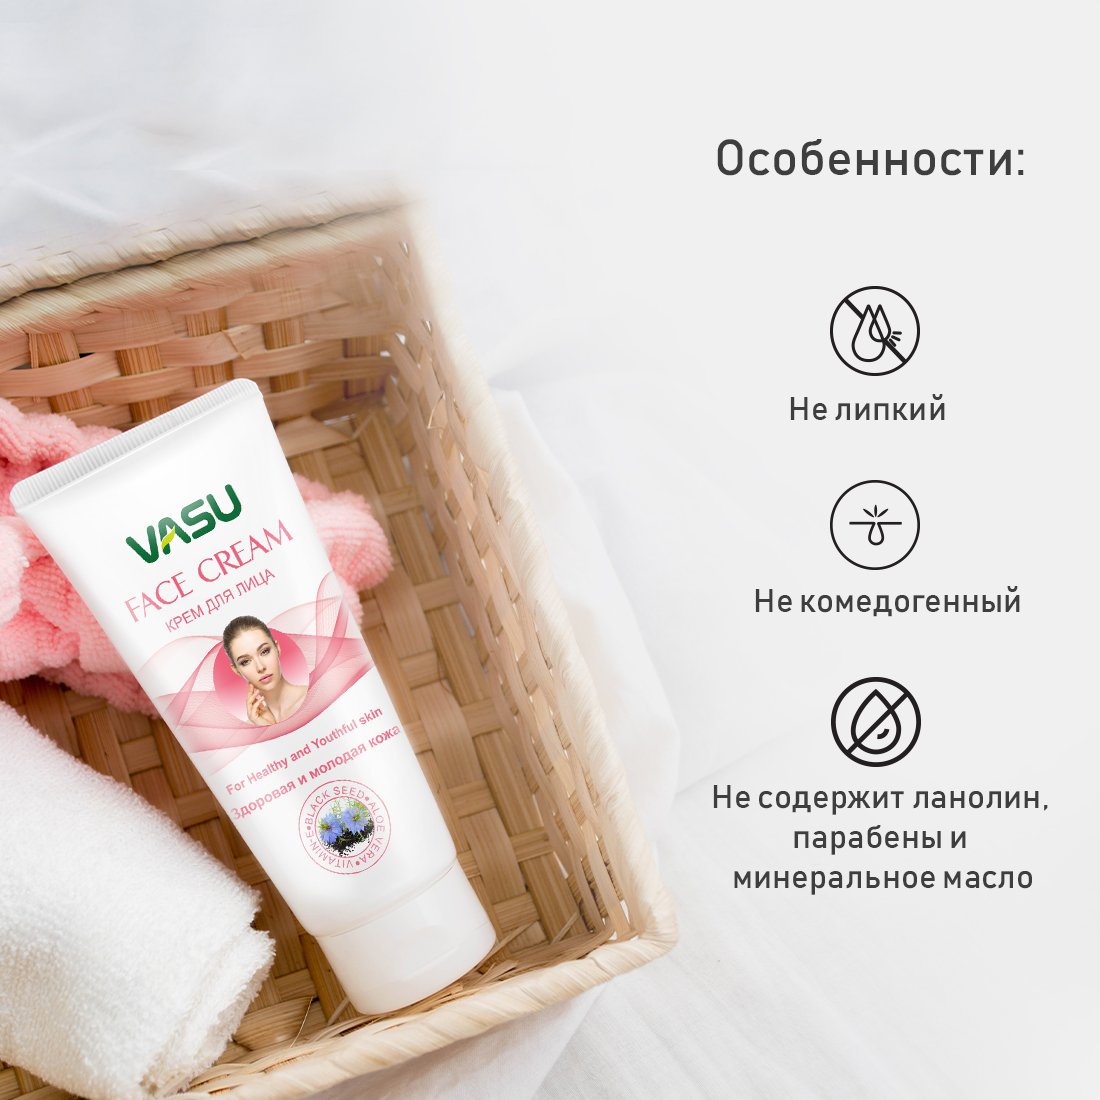 Особенности:
Не липкий
Не комедогенный
Не содержит ланолин,
парабены и
минеральное масло
VASU
FACE CREAM
КРЕМ ДЛЯ ЛИЦА
For Healthy and Youthful skin
Здоровая и молодая кожа
VITAMIN-E•BLACK SEED•ALOE VERA•